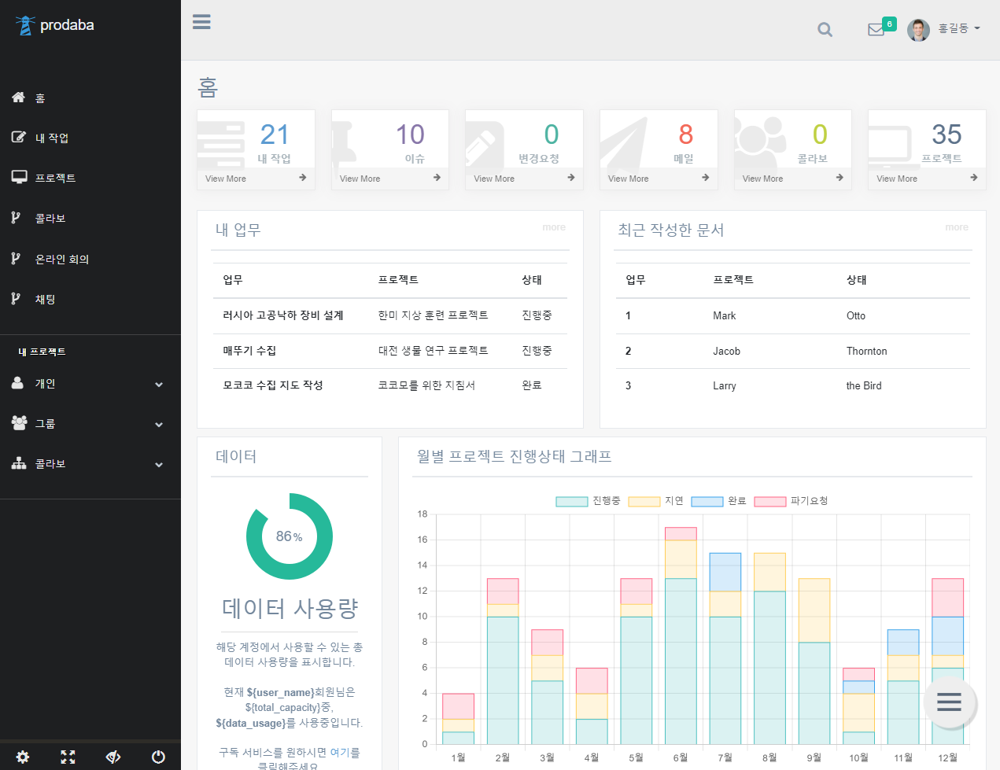 prodaba
6
홍길동
홈
내 작업
프로젝트
콜라보
온라인 회의
채팅
내 프로젝트
개인
그룹
콜라보
홈
21
내 작업
View More
10
이슈
View More
0
변경요청
View More
8
메일
View More
0
콜라보
View More
35
프로젝트
View More
내 업무
more
업무 프로젝트 상태
러시아 고공낙하 장비 설계 한미 지상 훈련 프로젝트 진행중
매뚜기 수집 대전 생물 연구 프로젝트 진행중
모코코 수집 지도 작성 코코모를 위한 지침서 완료
최근 작성한 문서
more
업무 프로젝트 상태
1 Mark Otto
2 Jacob Thornton
3 Larry the Bird
데이터
86%
데이터 사용량
해당 계정에서 사용할 수 있는 총
데이터 사용량을 표시합니다.
현재 ${user_name}회원님은
${total_capacity}중,
${data_usage}를 사용중입니다.
구독 서비스를 원하시면 여기를
클릭해주세요
월별 프로젝트 진행상태 그래프
진행중 지연 완료 파기요청
18
16
14
12
10
8
6
4
2
0
1월 2월 3월 4월 5월 6월 7월 8월 9월 10월 11월 12월